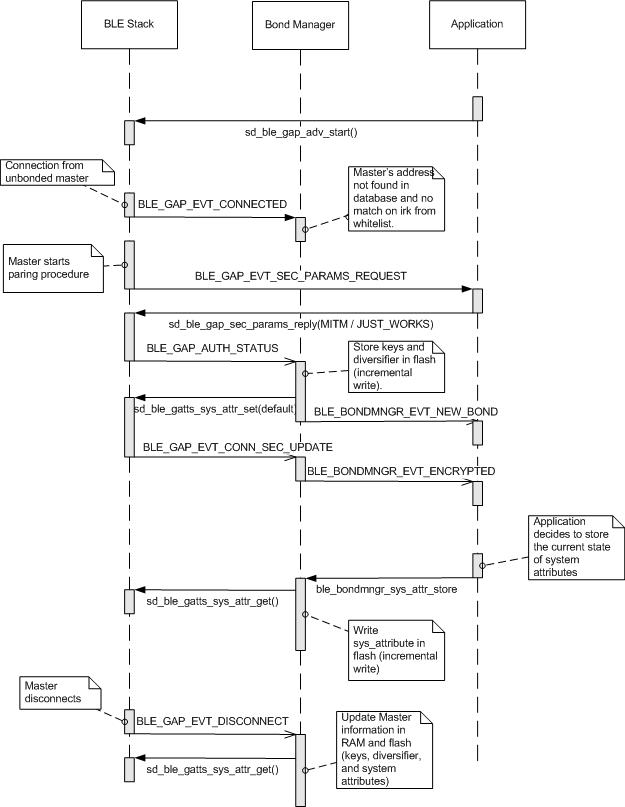 BLE Stack
Bond Manager
Application
sd_ble_gap_adv_start()
Connection from
unbonded master
BLE_GAP_EVT_CONNECTED
Master's address
not found in
database and no
match on irk from
whitelist.
Master starts
paring procedure
BLE_GAP_EVT_SEC_PARAMS_REQUEST
sd_ble_gap_sec_params_reply(MITM / JUST_WORKS)
BLE_GAP_AUTH_STATUS
Store keys and
diversifier in flash
(incremental
write).
sd_ble_gatts_sys_attr_set(default)
BLE_BONDMNGR_EVT_NEW_BOND
BLE_GAP_EVT_CONN_SEC_UPDATE
BLE_BONDMNGR_EVT_ENCRYPTED
Application
decides to store
the current state
of system
attributes
ble_bondmngr_sys_attr_store
sd_ble_gatts_sys_attr_get()
Write
sys_attribute in
flash (incremental
write)
Master
disconnects
BLE_GAP_EVT_DISCONNECT
Update Master
information in
RAM and flash
(keys, diversifier,
and system
attributes)
sd_ble_gatts_sys_attr_get()